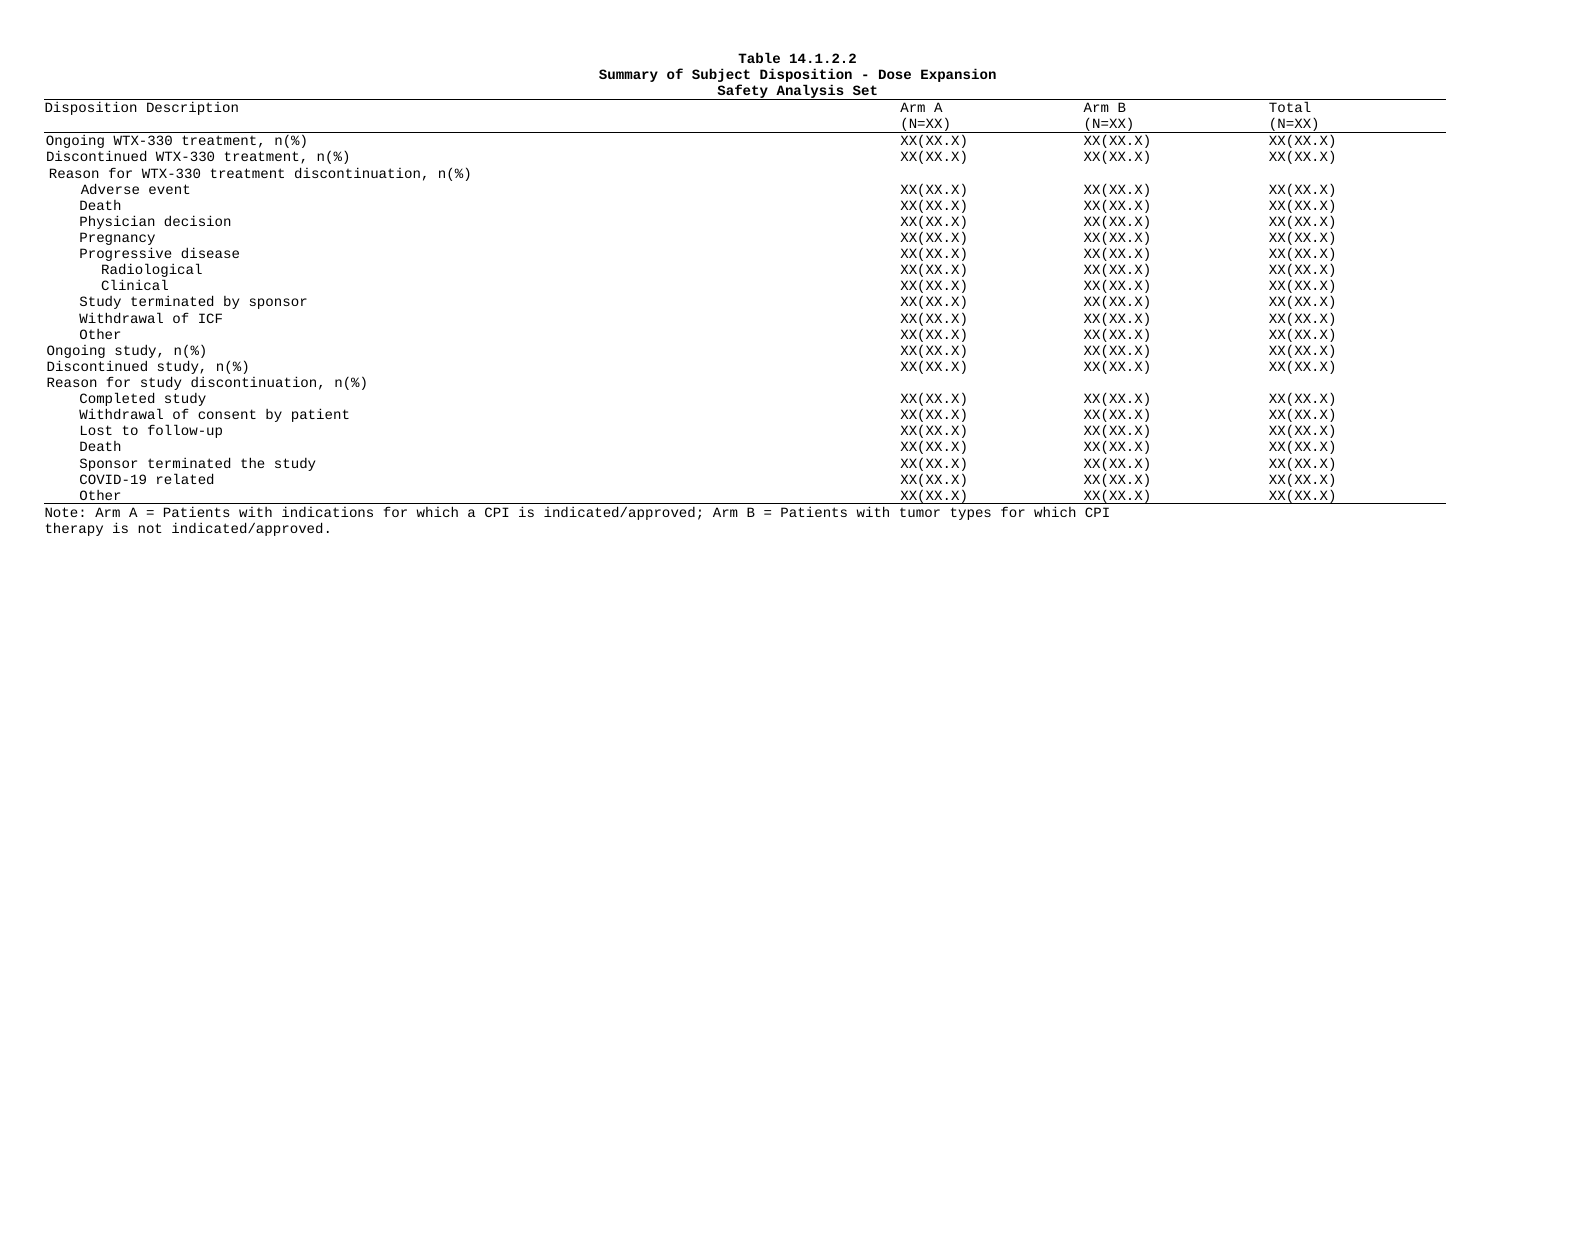 Table 14.1.2.2
Summary of Subject Disposition - Dose Expansion
Safety Analysis Set
Disposition Description Arm A Arm B Total
(N=XX) (N=XX) (N=XX)
Ongoing WTX-330 treatment, n(%) XX(XX.X) XX(XX.X) XX(XX.X)
Discontinued WTX-330 treatment, n(%) XX(XX.X) XX(XX.X) XX(XX.X)
Reason for WTX-330 treatment discontinuation, n(%)
Adverse event XX(XX.X) XX(XX.X) XX(XX.X)
Death XX(XX.X) XX(XX.X) XX(XX.X)
Physician decision XX(XX.X) XX(XX.X) XX(XX.X)
Pregnancy XX(XX.X) XX(XX.X) XX(XX.X)
Progressive disease XX(XX.X) XX(XX.X) XX(XX.X)
Radiological XX(XX.X) XX(XX.X) XX(XX.X)
Clinical XX(XX.X) XX(XX.X) XX(XX.X)
Study terminated by sponsor XX(XX.X) XX(XX.X) XX(XX.X)
Withdrawal of ICF XX(XX.X) XX(XX.X) XX(XX.X)
Other XX(XX.X) XX(XX.X) XX(XX.X)
Ongoing study, n(%) XX(XX.X) XX(XX.X) XX(XX.X)
Discontinued study, n(%) XX(XX.X) XX(XX.X) XX(XX.X)
Reason for study discontinuation, n(%)
Completed study XX(XX.X) XX(XX.X) XX(XX.X)
Withdrawal of consent by patient XX(XX.X) XX(XX.X) XX(XX.X)
Lost to follow-up XX(XX.X) XX(XX.X) XX(XX.X)
Death XX(XX.X) XX(XX.X) XX(XX.X)
Sponsor terminated the study XX(XX.X) XX(XX.X) XX(XX.X)
COVID-19 related XX(XX.X) XX(XX.X) XX(XX.X)
Other XX(XX.X) XX(XX.X) XX(XX.X)
Note: Arm A = Patients with indications for which a CPI is indicated/approved; Arm B = Patients with tumor types for which CPI
therapy is not indicated/approved.